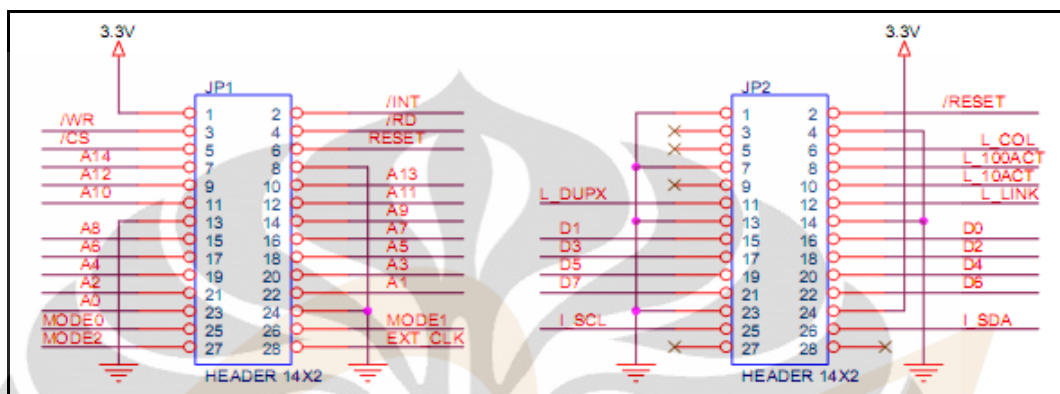 3.3V
JP1
1 2 /INT
/WR 3 4 /RD
/CS 5 6 RESET
A14 7 8
A12 9 10 A13
A10 11 12 A11
13 14 A9
A8 15 16 A7
A6 17 18 A5
A4 19 20 A3
A2 21 22 A1
A0 23 24
MODE0 25 26 MODE1
MODE2 27 28 EXT CLK
HEADER 14X2
3.3V
JP2
1 2 /RESET
3 4
5 6 L_COL
7 8 L_100ACT
9 10 L_10ACT
L_DUPX 11 12 L_LINK
13 14
D1 15 16 D0
D3 17 18 D2
D5 19 20 D4
D7 21 22 D6
23 24
I_SCL 25 26 I_SDA
27 28
HEADER 14X2